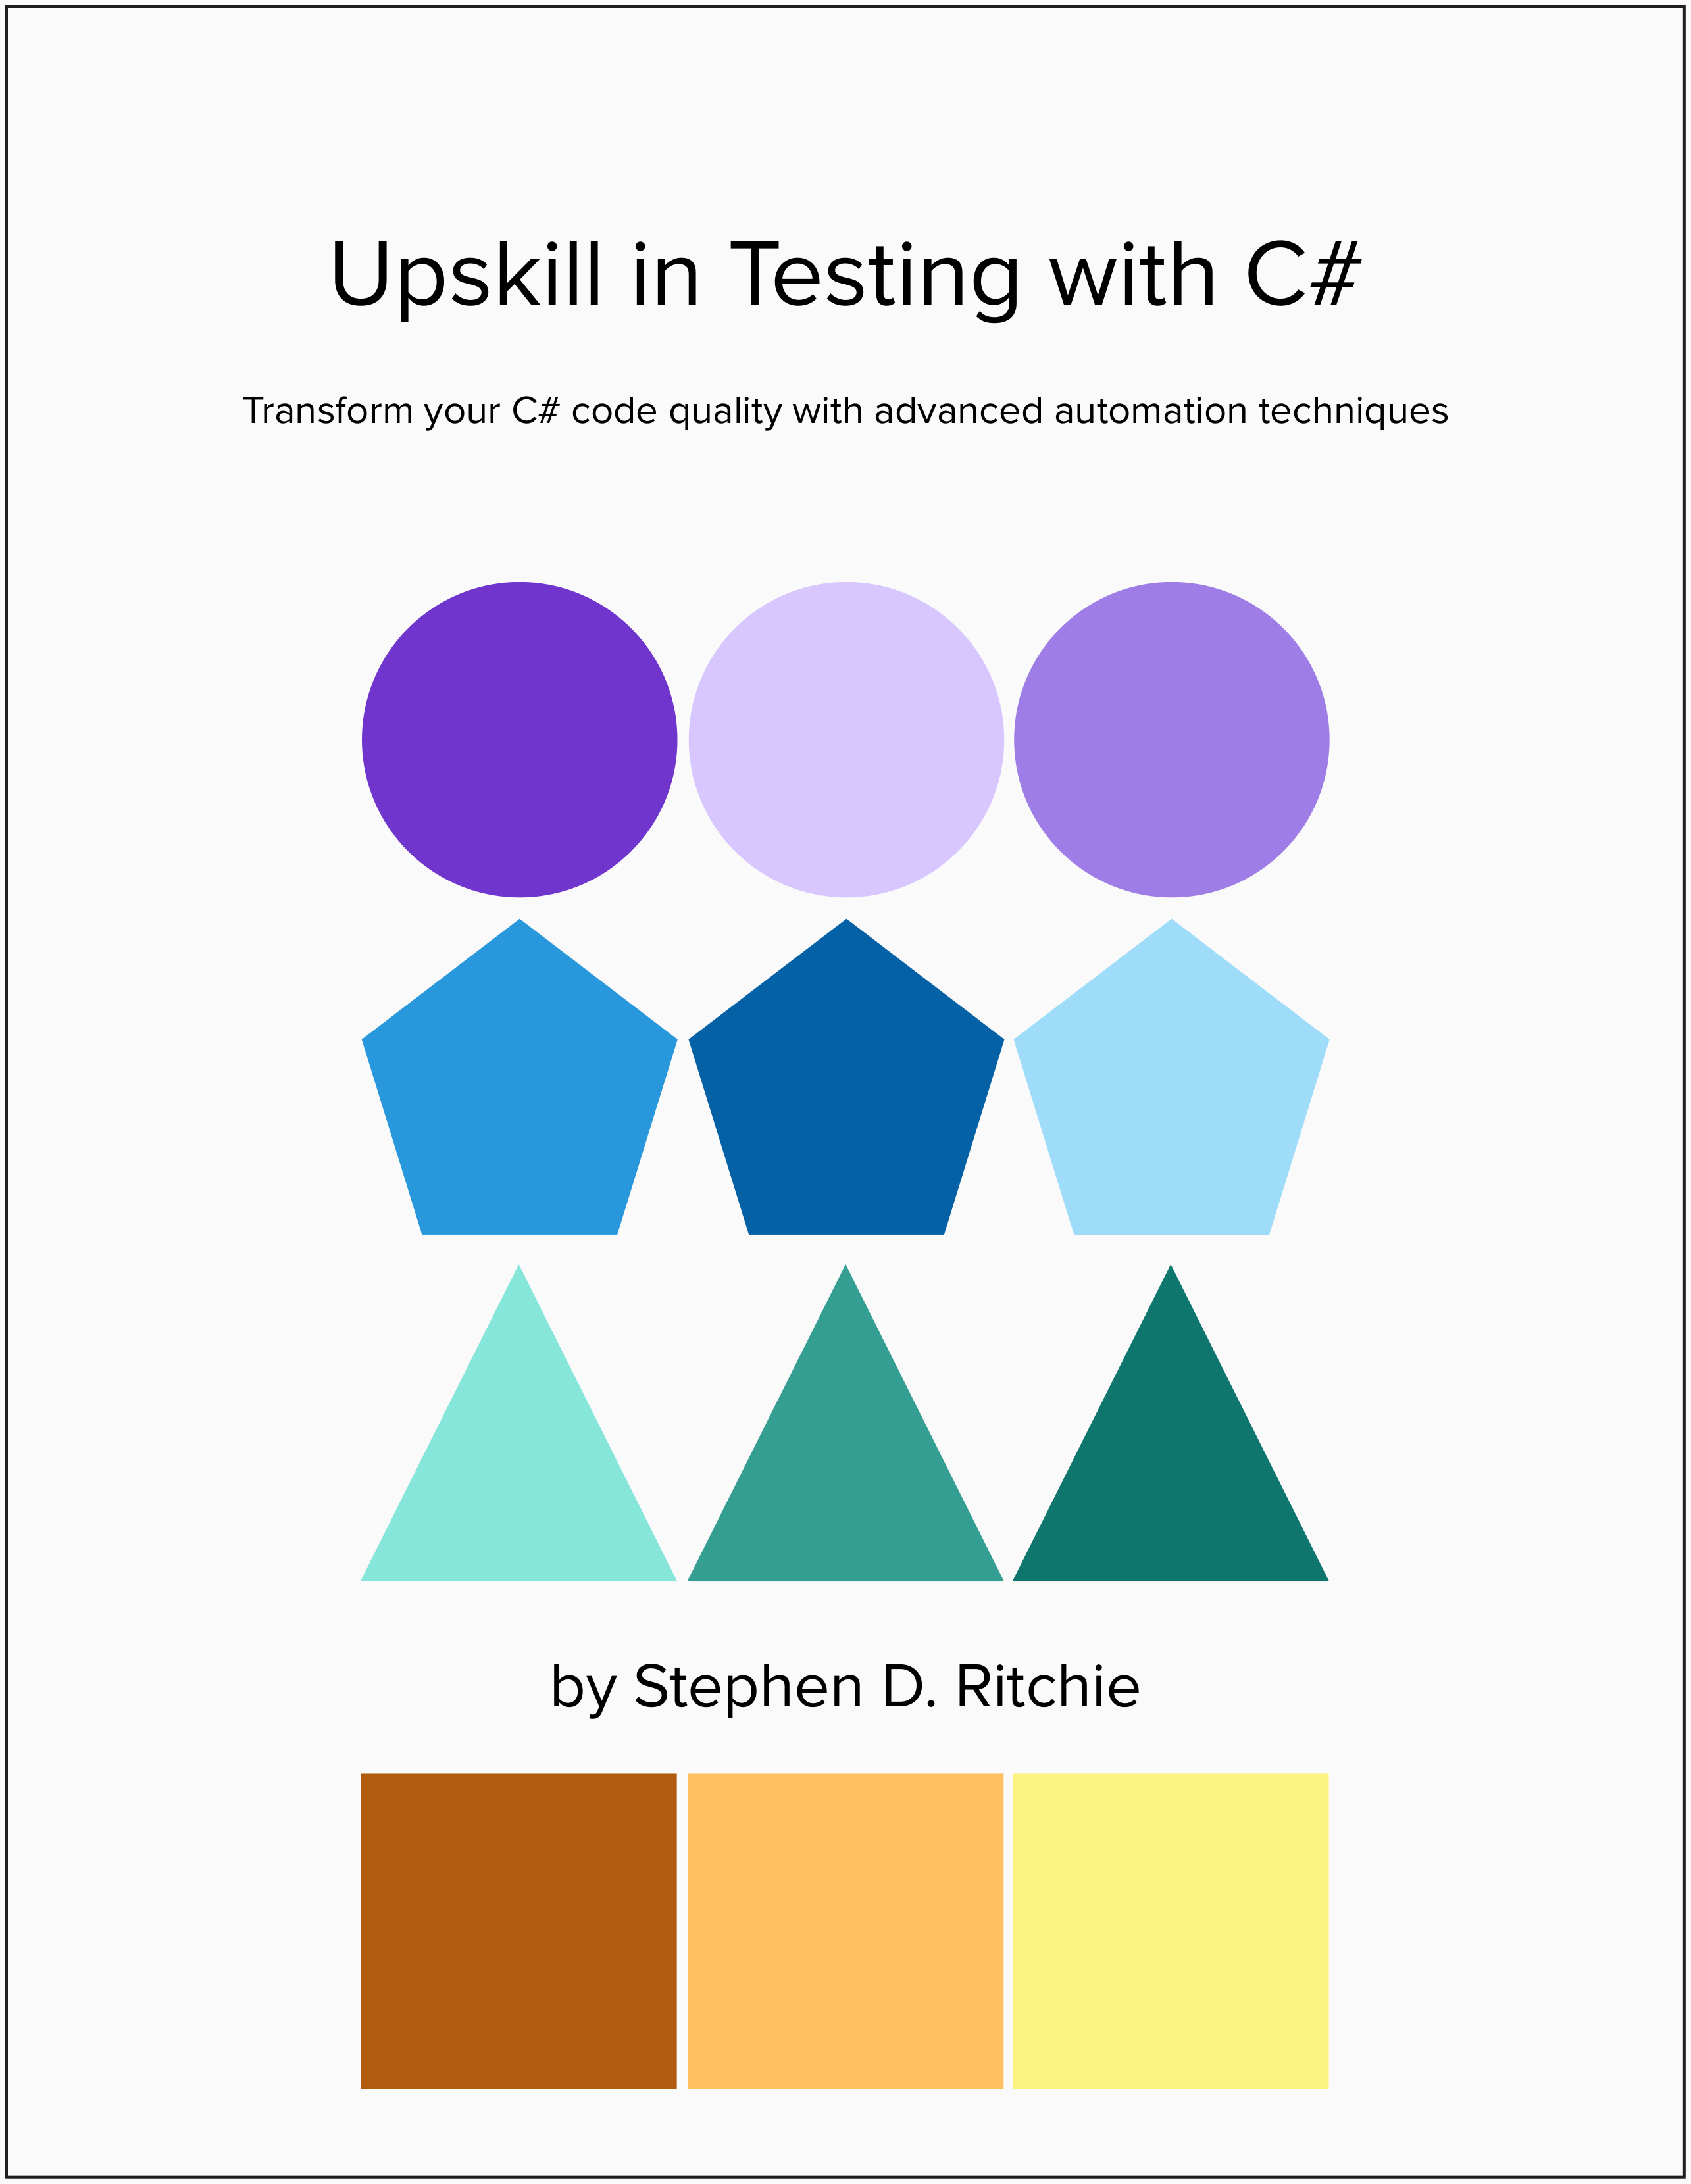 Upskill in Testing with C#
Transform your C# code quality with advanced automation techniques
by Stephen D. Ritchie